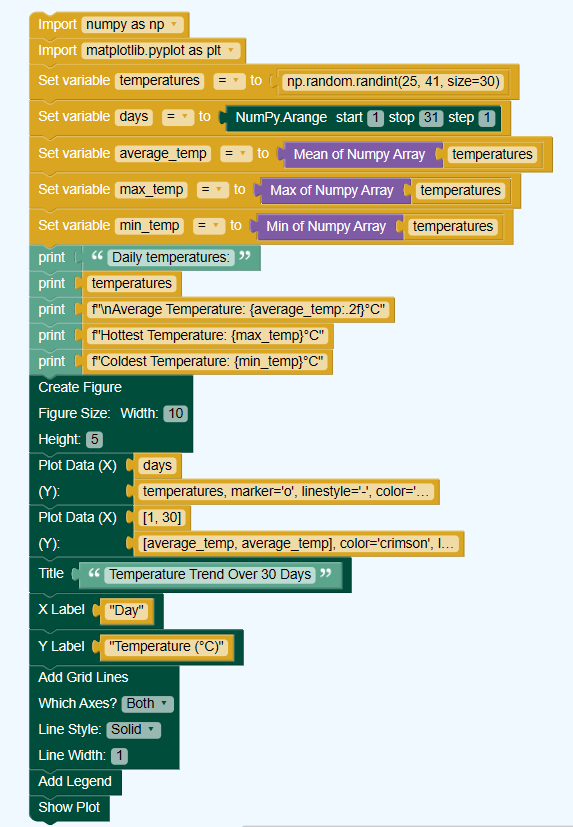 Import numpy as np
Import matplotlib.pyplot as plt
Set variable temperatures = to np.random.randint(25, 41, size=30)
Set variable days = to NumPy.Arange start 1 stop 31 step 1
Set variable average_temp = to Mean of Numpy Array temperatures
Set variable max_temp = to Max of Numpy Array temperatures
Set variable min_temp = to Min of Numpy Array temperatures
print “ Daily temperatures: ”
print temperatures
print f"\nAverage Temperature: {average_temp:.2f}°C"
print f"Hottest Temperature: {max_temp}°C"
print f"Coldest Temperature: {min_temp}°C"
Create Figure
Figure Size: Width: 10
Height: 5
Plot Data (X) days
(Y): temperatures, marker='o', linestyle='-', color='...
Plot Data (X) [1, 30]
(Y): [average_temp, average_temp], color='crimson', l...
Title “ Temperature Trend Over 30 Days ”
X Label "Day"
Y Label "Temperature (°C)"
Add Grid Lines
Which Axes? Both
Line Style: Solid
Line Width: 1
Add Legend
Show Plot